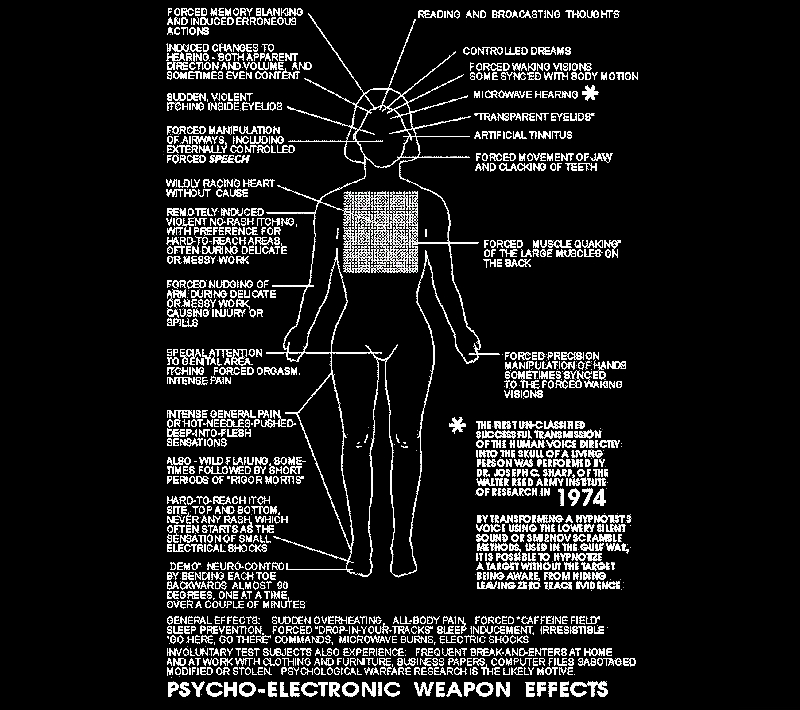 FORCED MEMORY BLANKING
AND INDUCED ERRONEOUS
ACTIONS
INDUCED CHANGES TO
HEARING - BOTH APPARENT
DIRECTION AND VOLUME, AND
SOMETIMES EVEN CONTENT
SUDDEN, VIOLENT
ITCHING INSIDE EYELIDS
FORCED MANIPULATION
OF AIRWAYS, INCLUDING
EXTERNALLY CONTROLLED
FORCED SPEECH
WILDLY RACING HEART
WITHOUT CAUSE
REMOTELY INDUCED
VIOLENT NO-RASH ITCHING,
WITH PREFERENCE FOR
HARD-TO-REACH AREAS,
OFTEN DURING DELICATE
OR MESSY WORK
FORCED NUDGING OF
ARM DURING DELICATE
OR MESSY WORK
CAUSING INJURY OR
SPILLS
SPECIAL ATTENTION
TO GENITAL AREA.
ITCHING FORCED ORGASM.
INTENSE PAIN
INTENSE GENERAL PAIN
OR HOT-NEEDLES-PUSHED-
DEEP-INTO-FLESH
SENSATIONS
ALSO - WILD FLAILING, SOME-
TIMES FOLLOWED BY SHORT
PERIODS OF "RIGOR MORTIS"
HARD-TO-REACH ITCH
SITE, TOP AND BOTTOM,
NEVER ANY RASH, WHICH
OFTEN STARTS AS THE
SENSATION OF SMALL
ELECTRICAL SHOCKS
"DEMO" NEURO-CONTROL
BY BENDING EACH TOE
BACKWARDS ALMOST 90
DEGREES, ONE AT A TIME,
OVER A COUPLE OF MINUTES
READING AND BROACASTING THOUGHTS
CONTROLLED DREAMS
FORCED WAKING VISIONS
SOME SYNC'ED WITH BODY MOTION
MICROWAVE HEARING *
"TRANSPARENT EYELIDS"
ARTIFICIAL TINNITUS
FORCED MOVEMENT OF JAW
AND CLACKING OF TEETH
FORCED MUSCLE QUAKING"
OF THE LARGE MUSCLES ON
THE BACK
FORCED PRECISION
MANIPULATION OF HANDS
SOMETIMES SYNC'ED
TO THE FORCED WAKING
VISIONS
* THE FIRST UN-CLASSIFIED
SUCCESSFUL TRANSMISSION
OF THE HUMAN VOICE DIRECTLY
INTO THE SKULL OF A LIVING
PERSON WAS PERFORMED BY
DR. JOSEPH C. SHARP, OF THE
WALTER REED ARMY INSTITUTE
OF RESEARCH IN 1974
BY TRANSFORMING A HYPNOTIST'S
VOICE USING THE LOWERY SILENT
SOUND OR SMIRNOV SCRAMBLE
METHODS, USED IN THE GULF WAR,
IT IS POSSIBLE TO HYPNOTIZE
A TARGET WITHOUT THE TARGET
BEING AWARE, FROM HIDING
LEAVING ZERO TRACE EVIDENCE.
GENERAL EFFECTS: SUDDEN OVERHEATING, ALL-BODY PAIN, FORCED "CAFFEINE FIELD"
SLEEP PREVENTION, FORCED "DROP-IN-YOUR-TRACKS" SLEEP INDUCEMENT, IRRESISTIBLE
"GO HERE, GO THERE" COMMANDS, MICROWAVE BURNS, ELECTRIC SHOCKS
INVOLUNTARY TEST SUBJECTS ALSO EXPERIENCE: FREQUENT BREAK-AND-ENTERS AT HOME
AND AT WORK WITH CLOTHING AND FURNITURE, BUSINESS PAPERS, COMPUTER FILES SABOTAGED
MODIFIED OR STOLEN. PSYCHOLOGICAL WARFARE RESEARCH IS THE LIKELY MOTIVE.
PSYCHO-ELECTRONIC WEAPON EFFECTS